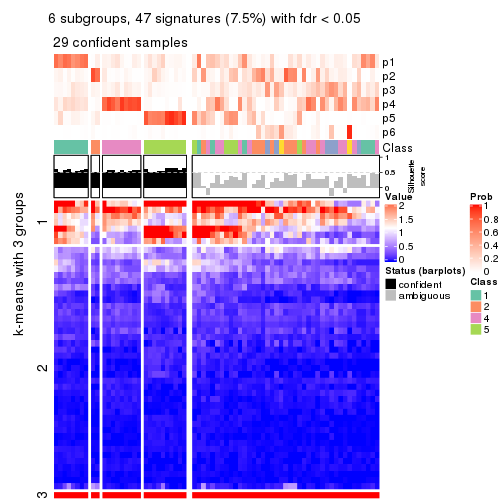 6 subgroups, 47 signatures (7.5%) with fdr < 0.05
29 confident samples
p1
p2
p3
p4
p5
p6
Class
1
0.5
0
Silhouette
score
k-means with 3 groups
1
2
3
Value
2
1.5
1
0.5
0
Status (barplots)
confident
ambiguous
Prob
1
0.8
0.6
0.4
0.2
0
Class
1
2
4
5